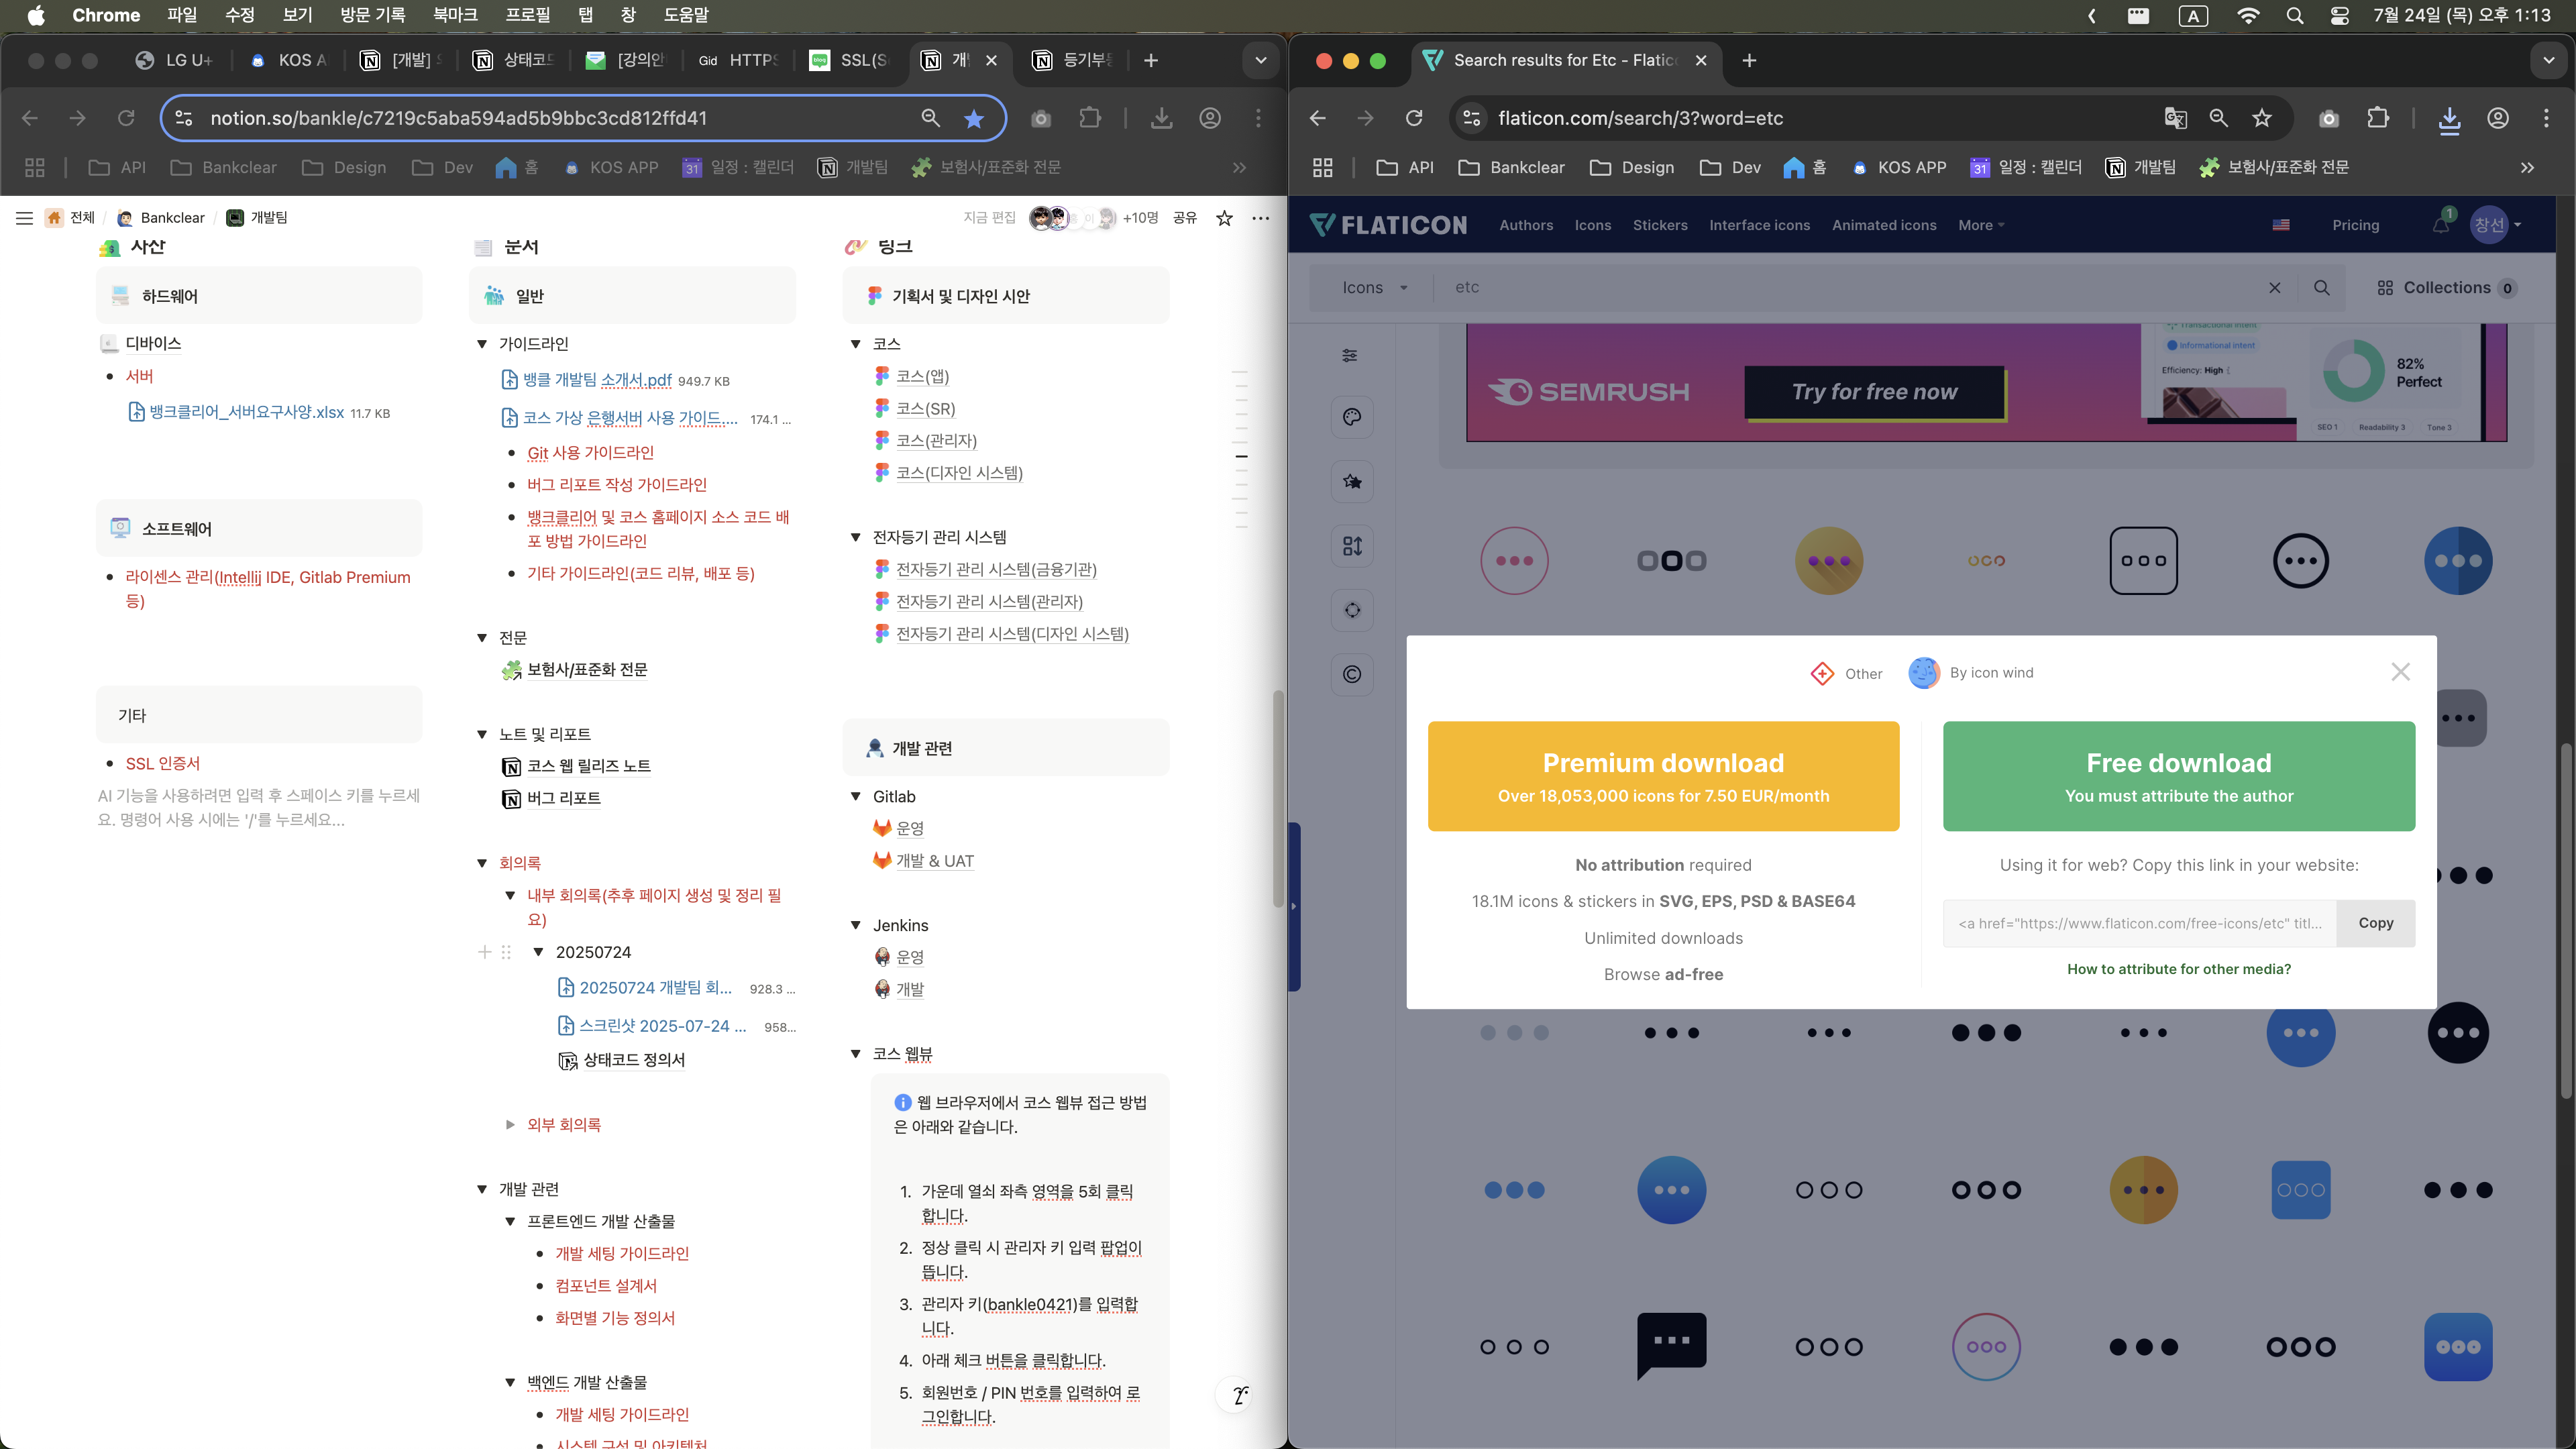 Chrome 파일 수정 보기 방문 기록 북마크 프로필 탭 창 도움말
A 7월 24일 (목) 오후 1:13
LG U+ KOS A [개발] 상태코드 [강의안 Gid HTTPS SSL(S 개 등기부
notion.so/bankle/c7219c5aba594ad5b9bbc3cd812ffd41
API Bankclear Design Dev 홈 KOS APP 31 일정 : 캘린더 개발팀 보험사/표준화 전문
전체 / Bankclear / 개발팀 지금 편집 +10명 공유
자산
하드웨어
디바이스
서버
뱅크클리어_서버요구사양.xlsx 11.7 KB
소프트웨어
라이센스 관리(Intellij IDE, Gitlab Premium
등)
기타
SSL 인증서
AI 기능을 사용하려면 입력 후 스페이스 키를 누르세
요. 명령어 사용 시에는 '/'를 누르세요...
문서
일반
가이드라인
뱅클 개발팀 소개서.pdf 949.7 KB
코스 가상 은행서버 사용 가이드.... 174.1 ...
Git 사용 가이드라인
버그 리포트 작성 가이드라인
뱅크클리어 및 코스 홈페이지 소스 코드 배
포 방법 가이드라인
기타 가이드라인(코드 리뷰, 배포 등)
전문
보험사/표준화 전문
노트 및 리포트
코스 웹 릴리즈 노트
버그 리포트
회의록
내부 회의록(추후 페이지 생성 및 정리 필
요)
20250724
20250724 개발팀 회... 928.3 ...
스크린샷 2025-07-24 ... 958...
상태코드 정의서
외부 회의록
개발 관련
프론트엔드 개발 산출물
개발 세팅 가이드라인
컴포넌트 설계서
화면별 기능 정의서
백엔드 개발 산출물
개발 세팅 가이드라인
시스템 구성 및 아키텍처
링크
기획서 및 디자인 시안
코스
코스(앱)
코스(SR)
코스(관리자)
코스(디자인 시스템)
전자등기 관리 시스템
전자등기 관리 시스템(금융기관)
전자등기 관리 시스템(관리자)
전자등기 관리 시스템(디자인 시스템)
개발 관련
Gitlab
운영
개발 & UAT
Jenkins
운영
개발
코스 웹뷰
웹 브라우저에서 코스 웹뷰 접근 방법
은 아래와 같습니다.
1. 가운데 열쇠 좌측 영역을 5회 클릭
합니다.
2. 정상 클릭 시 관리자 키 입력 팝업이
뜹니다.
3. 관리자 키(bankle0421)를 입력합
니다.
4. 아래 체크 버튼을 클릭합니다.
5. 회원번호 / PIN 번호를 입력하여 로
그인합니다.
Search results for Etc - Flatic
flaticon.com/search/3?word=etc
API Bankclear Design Dev 홈 KOS APP 31 일정 : 캘린더 개발팀 보험사/표준화 전문
FLATICON Authors Icons Stickers Interface icons Animated icons More Pricing 1 창선
Icons etc Collections 0
SEMRUSH Try for free now
Transactional intent
Informational intent
Efficiency: High
82%
Perfect
SEO 1 Readability 3 Tone 3
Other By icon wind
Premium download
Over 18,053,000 icons for 7.50 EUR/month
No attribution required
18.1M icons & stickers in SVG, EPS, PSD & BASE64
Unlimited downloads
Browse ad-free
Free download
You must attribute the author
Using it for web? Copy this link in your website:
<a href="https://www.flaticon.com/free-icons/etc" titl... Copy
How to attribute for other media?